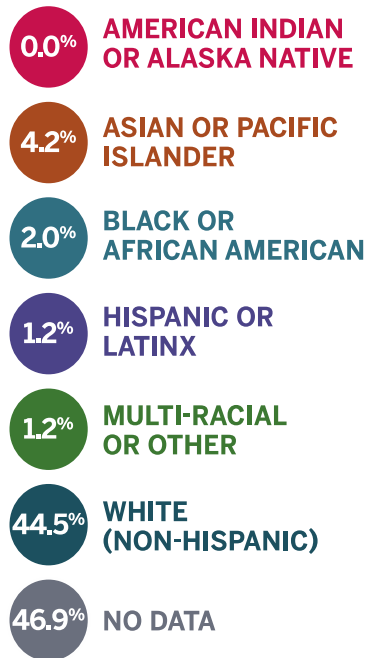 0.0%
AMERICAN INDIAN
OR ALASKA NATIVE
4.2%
ASIAN OR PACIFIC
ISLANDER
2.0%
BLACK OR
AFRICAN AMERICAN
1.2%
HISPANIC OR
LATINX
1.2%
MULTI-RACIAL
OR OTHER
44.5%
WHITE
(NON-HISPANIC)
46.9%
NO DATA